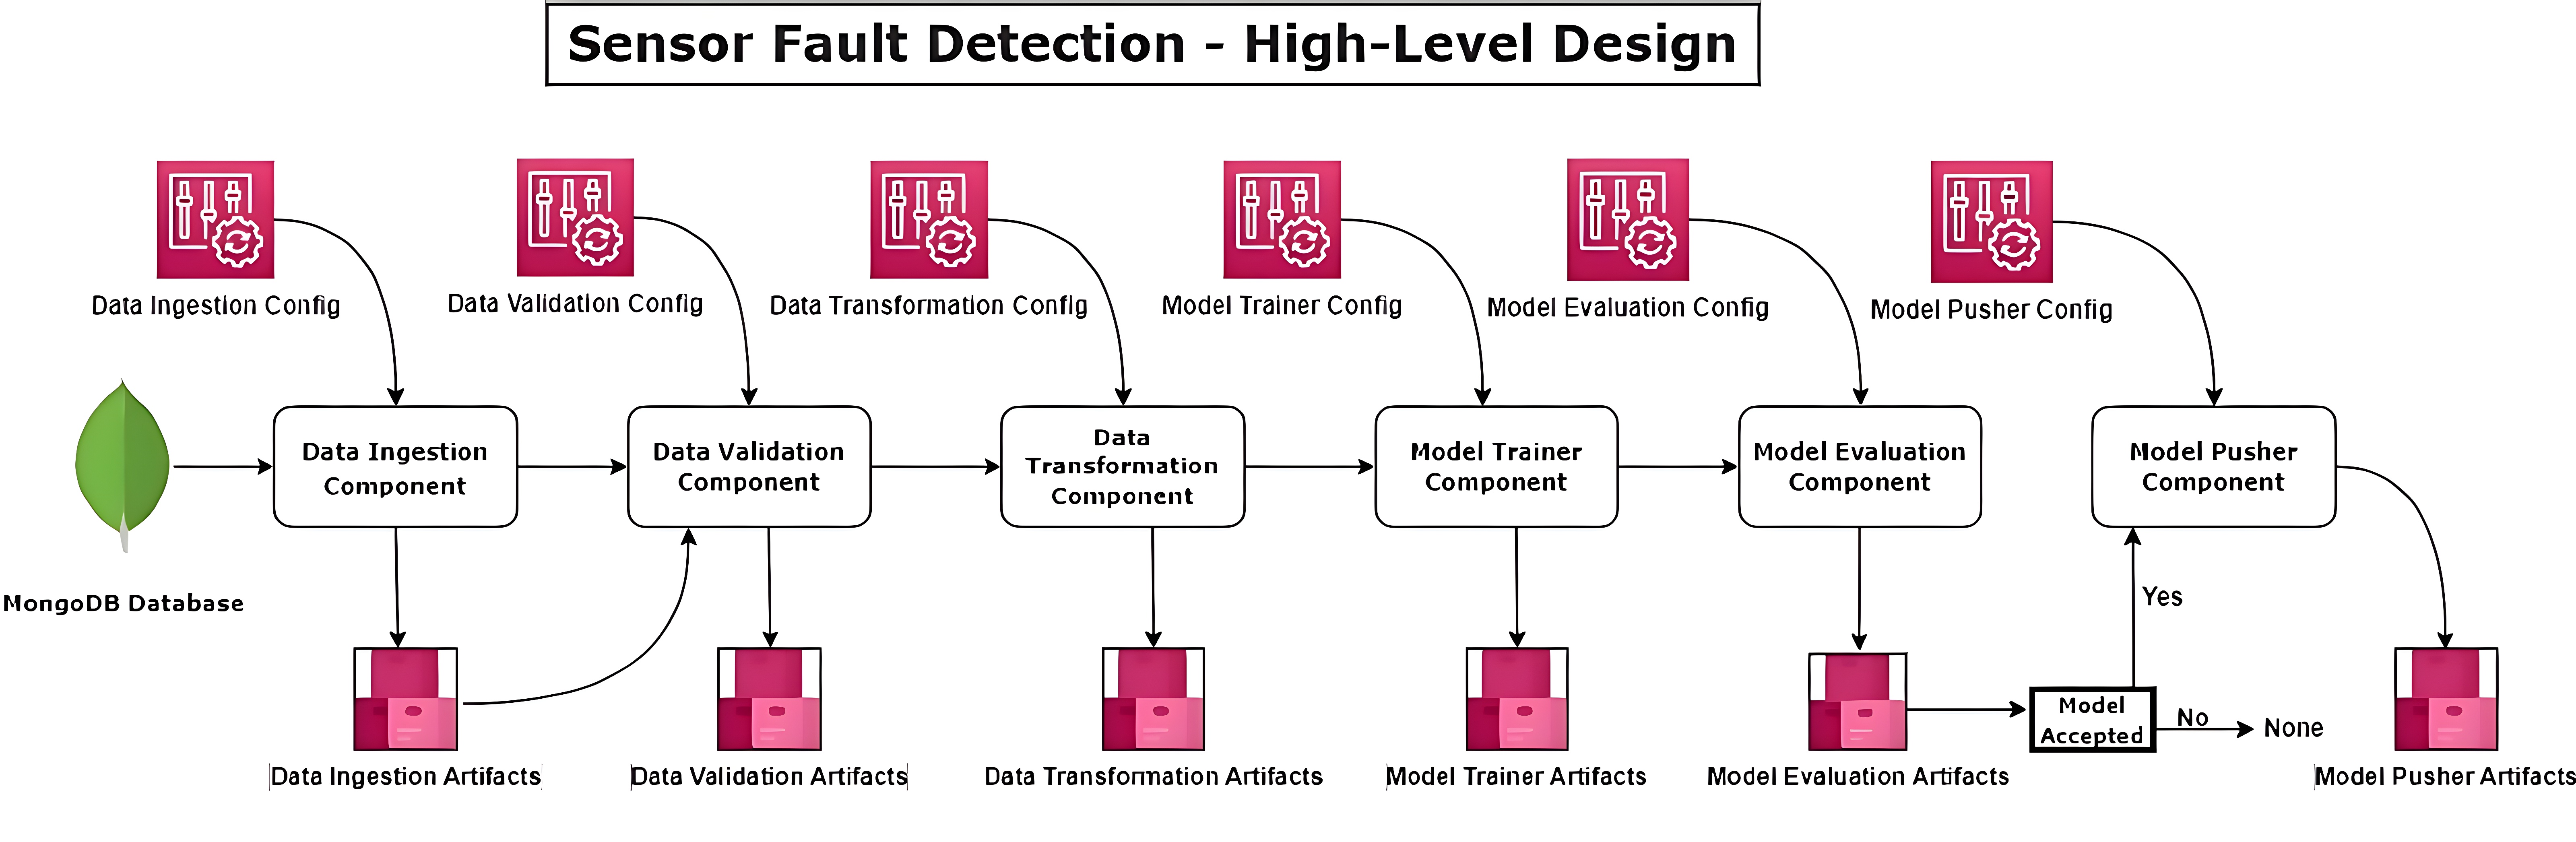 Sensor Fault Detection - High-Level Design
Data Ingestion Config
Data Validation Config
Data Transformation Config
Model Trainer Config
Model Evaluation Config
Model Pusher Config
MongoDB Database
Data Ingestion
Component
Data Validation
Component
Data
Transformation
Component
Model Trainer
Component
Model Evaluation
Component
Model Pusher
Component
Yes
Model
Accepted
No
None
Data Ingestion Artifacts
Data Validation Artifacts
Data Transformation Artifacts
Model Trainer Artifacts
Model Evaluation Artifacts
Model Pusher Artifacts